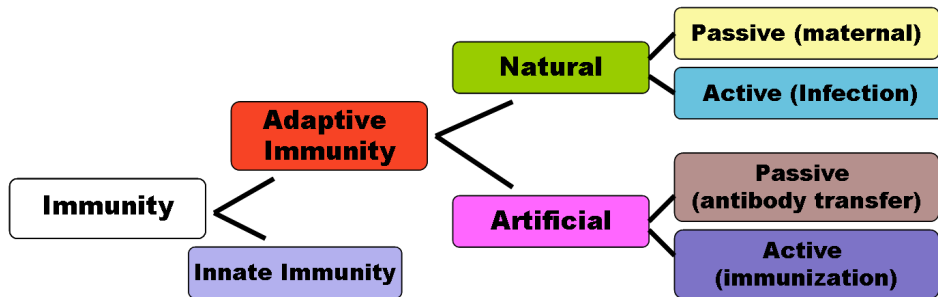 Passive (maternal)
Natural
Active (Infection)
Adaptive
Immunity
Passive
(antibody transfer)
Immunity
Artificial
Active
(immunization)
Innate Immunity